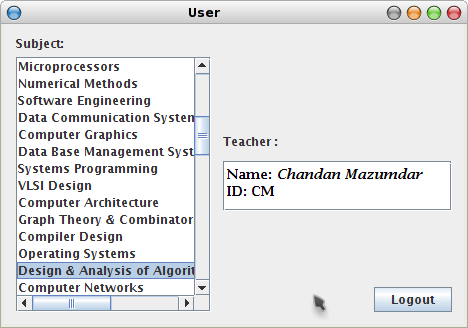 User
Subject:
Microprocessors
Numerical Methods
Software Engineering
Data Communication System
Computer Graphics
Data Base Management Syst
Systems Programming
VLSI Design
Computer Architecture
Graph Theory & Combinator
Compiler Design
Operating Systems
Design & Analysis of Algorit
Computer Networks
Teacher :
Name: Chandan Mazumdar
ID: CM
Logout